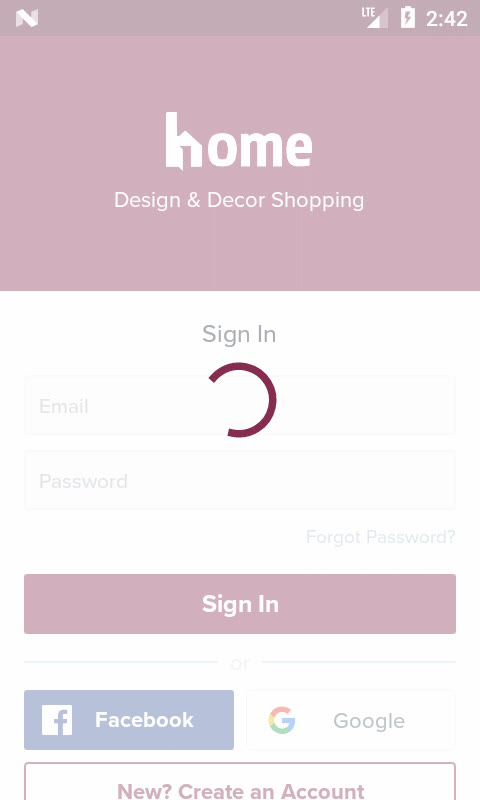 LTE 2:42
home
Design & Decor Shopping
Sign In
Email
Password
Forgot Password?
Sign In
or
Facebook
Google
New? Create an Account